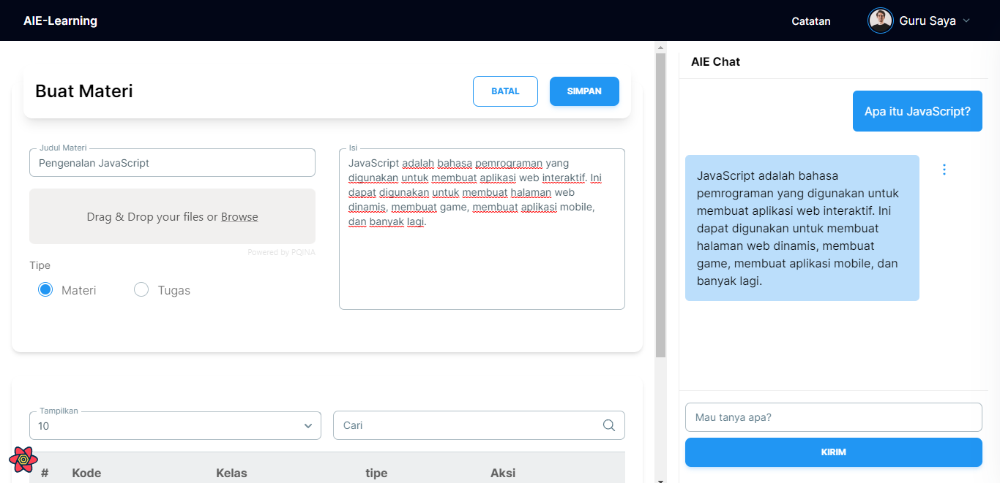 AIE-Learning
Catatan
Guru Saya
Buat Materi
BATAL
SIMPAN
Judul Materi
Pengenalan JavaScript
Drag & Drop your files or Browse
Powered by PQINA
Tipe
Materi
Tugas
Isi
JavaScript adalah bahasa pemrograman yang
digunakan untuk membuat aplikasi web interaktif. Ini
dapat digunakan untuk membuat halaman web
dinamis, membuat game, membuat aplikasi mobile,
dan banyak lagi.
Tampilkan
10
Cari
# Kode Kelas tipe Aksi
AIE Chat
Apa itu JavaScript?
JavaScript adalah bahasa
pemrograman yang digunakan untuk
membuat aplikasi web interaktif. Ini
dapat digunakan untuk membuat
halaman web dinamis, membuat
game, membuat aplikasi mobile, dan
banyak lagi.
Mau tanya apa?
KIRIM